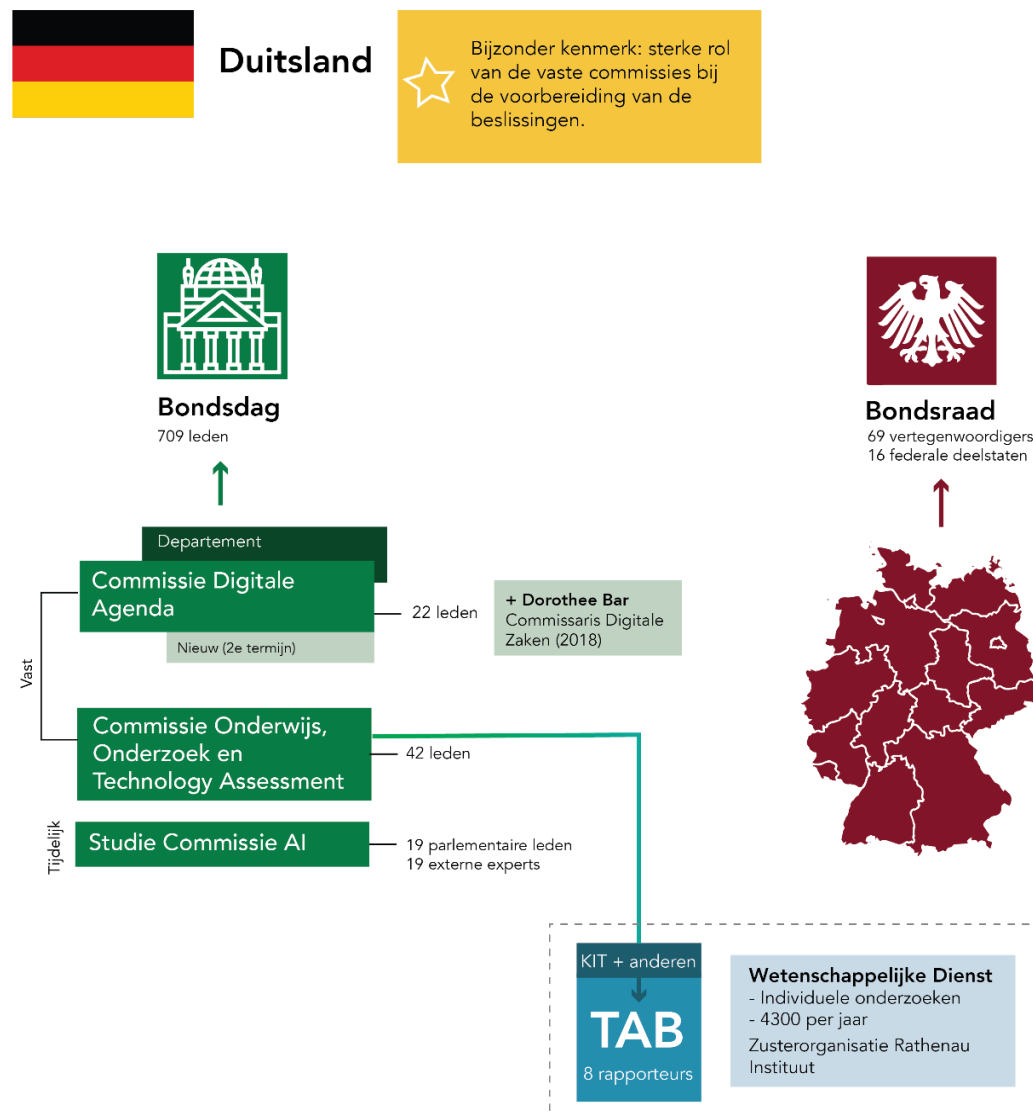 Duitsland
Bijzonder kenmerk: sterke rol
van de vaste commissies bij
de voorbereiding van de
beslissingen.
Bondsdag
709 leden
Bondsraad
69 vertegenwoordigers
16 federale deelstaten
Departement
Commissie Digitale
Agenda
Nieuw (2e termijn)
22 leden
+ Dorothee Bar
Commissaris Digitale
Zaken (2018)
Vast
Commissie Onderwijs,
Onderzoek en
Technology Assessment
42 leden
Tijdelijk
Studie Commissie AI
19 parlementaire leden
19 externe experts
KIT + anderen
TAB
8 rapporteurs
Wetenschappelijke Dienst
- Individuele onderzoeken
- 4300 per jaar
Zusterorganisatie Rathenau
Instituut